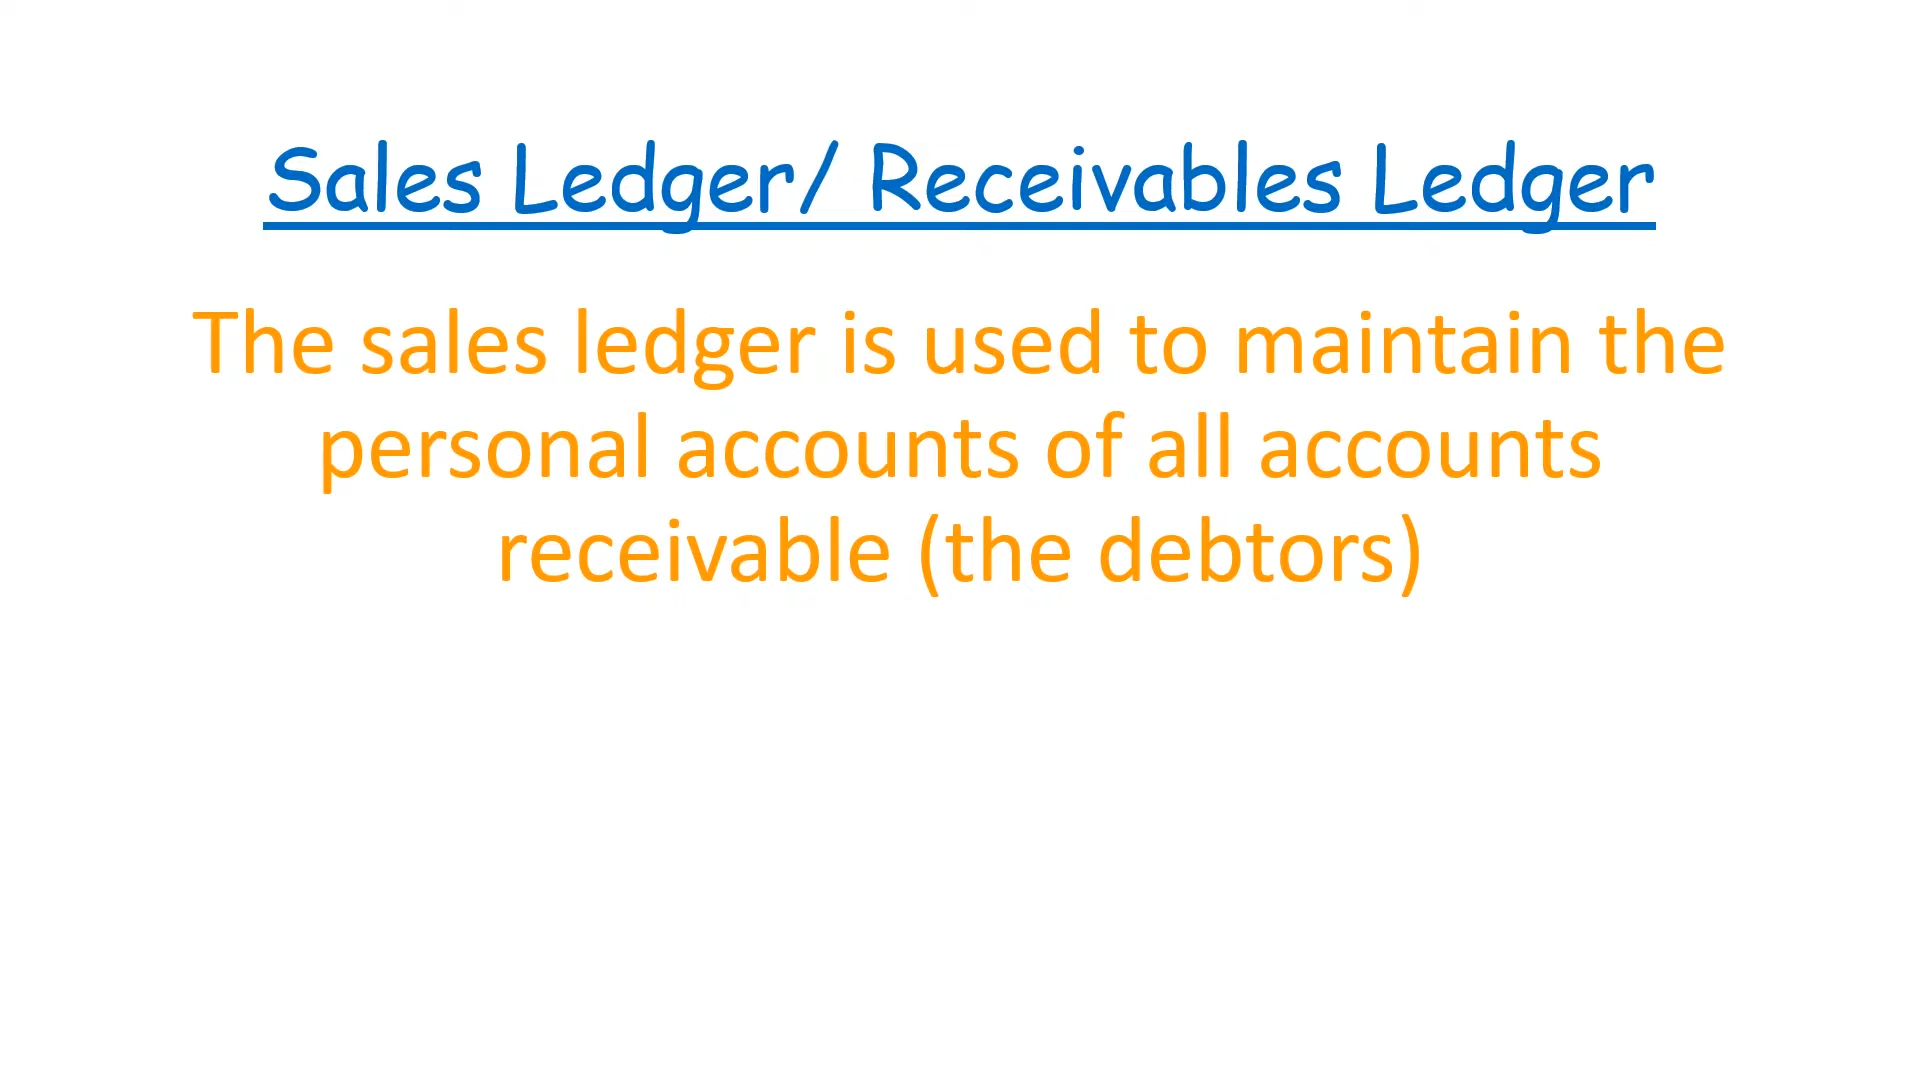 Sales Ledger/ Receivables Ledger
The sales ledger is used to maintain the
personal accounts of all accounts
receivable (the debtors)